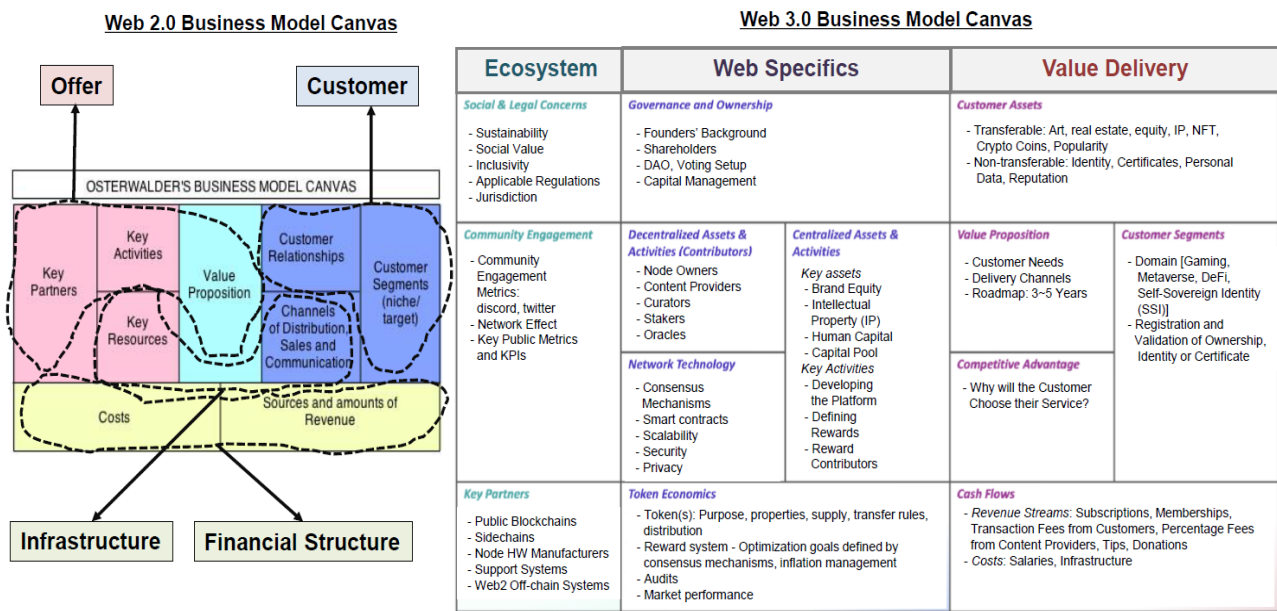 Web 2.0 Business Model Canvas
Offer
Customer
OSTERWALDER'S BUSINESS MODEL CANVAS
Key
Partners
Key
Activities
Key
Resources
Value
Proposition
Customer
Relationships
Channels
of Distribution,
Sales and
Communication
Customer
Segments
(niche/
target)
Costs
Sources and amounts of
Revenue
Infrastructure
Financial Structure
Web 3.0 Business Model Canvas
Ecosystem
Web Specifics
Value Delivery
Social & Legal Concerns
- Sustainability
- Social Value
- Inclusivity
- Applicable Regulations
- Jurisdiction
Governance and Ownership
- Founders' Background
- Shareholders
- DAO, Voting Setup
- Capital Management
Customer Assets
- Transferable: Art, real estate, equity, IP, NFT,
Crypto Coins, Popularity
- Non-transferable: Identity, Certificates, Personal
Data, Reputation
Community Engagement
- Community
Engagement
Metrics:
discord, twitter
- Network Effect
- Key Public Metrics
and KPIs
Decentralized Assets &
Activities (Contributors)
- Node Owners
- Content Providers
- Curators
- Stakers
- Oracles
Network Technology
- Consensus
Mechanisms
- Smart contracts
- Scalability
- Security
- Privacy
Centralized Assets &
Activities
Key assets
- Brand Equity
- Intellectual
Property (IP)
- Human Capital
- Capital Pool
Key Activities
- Developing
the Platform
- Defining
Rewards
- Reward
Contributors
Value Proposition
- Customer Needs
- Delivery Channels
- Roadmap: 3~5 Years
Competitive Advantage
- Why will the Customer
Choose their Service?
Customer Segments
- Domain [Gaming,
Metaverse, DeFi,
Self-Sovereign Identity
(SSI)]
- Registration and
Validation of Ownership,
Identity or Certificate
Key Partners
- Public Blockchains
- Sidechains
- Node HW Manufacturers
- Support Systems
- Web2 Off-chain Systems
Token Economics
- Token(s): Purpose, properties, supply, transfer rules,
distribution
- Reward system - Optimization goals defined by
consensus mechanisms, inflation management
- Audits
- Market performance
Cash Flows
- Revenue Streams: Subscriptions, Memberships,
Transaction Fees from Customers, Percentage Fees
from Content Providers, Tips, Donations
- Costs: Salaries, Infrastructure